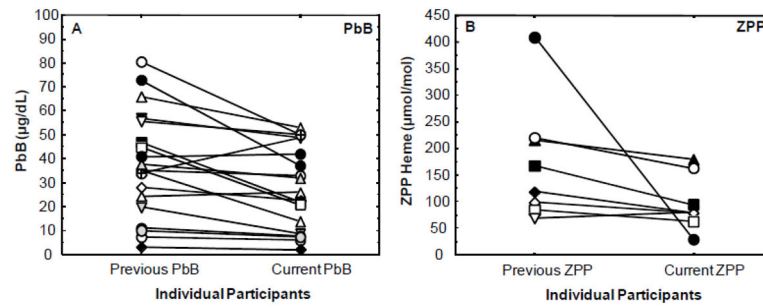 A PbB
100
90
80
70
60
50
40
30
20
10
0
PbB (µg/dL)
Previous PbB Current PbB
Individual Participants
B ZPP
450
400
350
300
250
200
150
100
50
0
ZPP Heme (µmol/mol)
Previous ZPP Current ZPP
Individual Participants